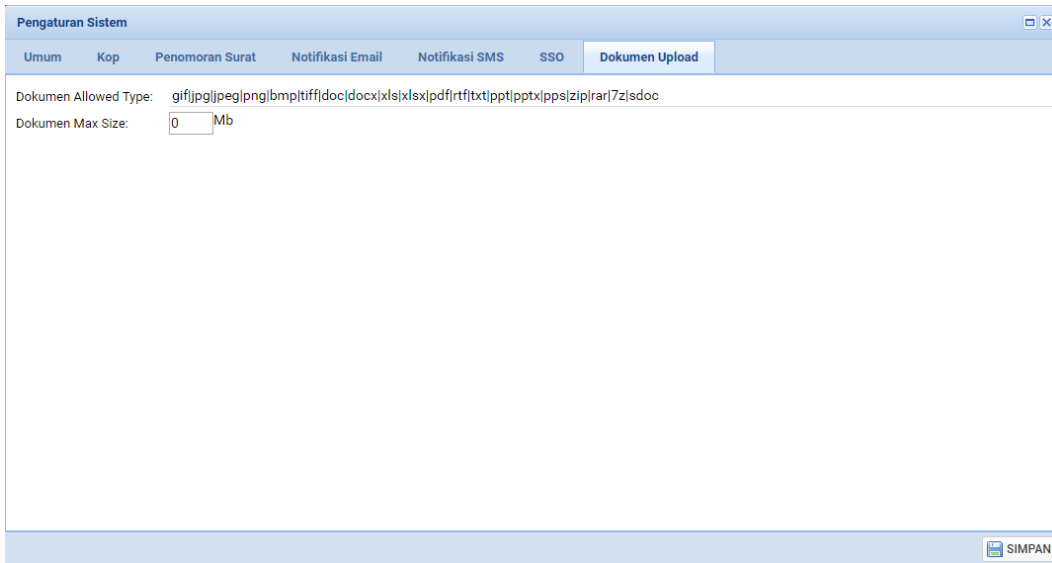 Pengaturan Sistem
Umum Kop Penomoran Surat Notifikasi Email Notifikasi SMS SSO Dokumen Upload
Dokumen Allowed Type: gif|jpg|jpeg|png|bmp|tiff|doc|docx|xls|xlsx|pdf|rtf|txt|ppt|pptx|pps|zip|rar|7z|sdoc
Dokumen Max Size: 0 Mb
SIMPAN